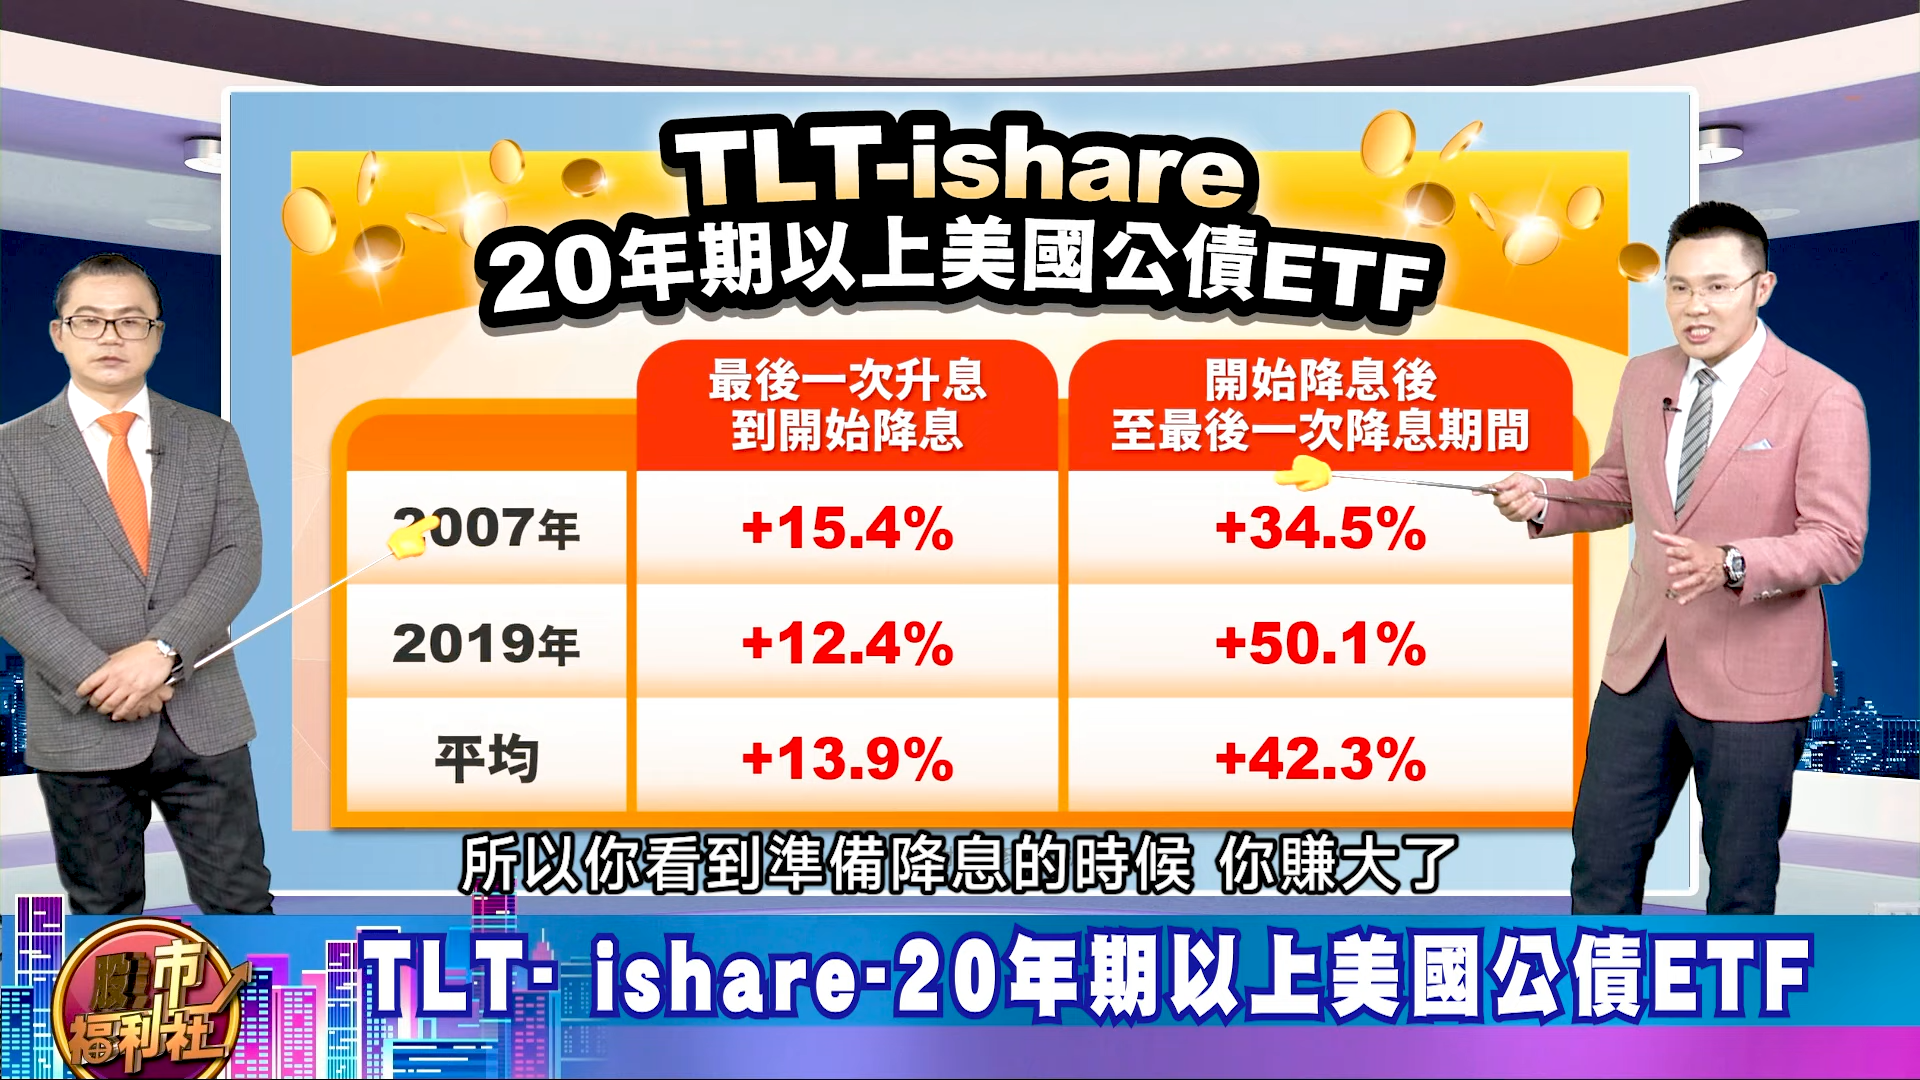 TLT-ishare
20年期以上美國公債ETF
最後一次升息
到開始降息
開始降息後
至最後一次降息期間
2007年
+15.4%
+34.5%
2019年
+12.4%
+50.1%
平均
+13.9%
+42.3%
所以你看到準備降息的時候 你賺大了
股市
福利社
TLT- ishare-20年期以上美國公債ETF